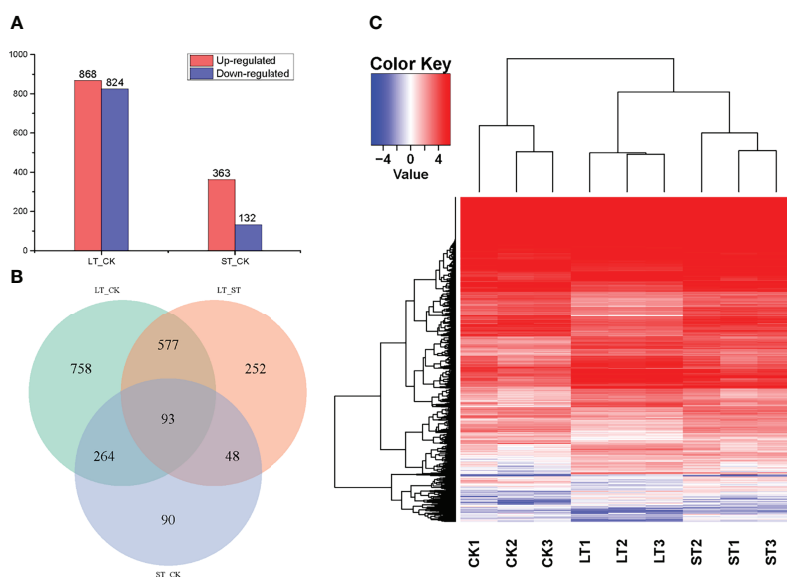 A
1000
800
600
400
200
0
868
824
363
132
Up-regulated
Down-regulated
LT_CK
ST_CK
B
LT_CK
LT_ST
577
758
252
93
264
48
90
ST_CK
C
Color Key
−4 0 4
Value
CK1 CK2 CK3 LT1 LT2 LT3 ST2 ST1 ST3